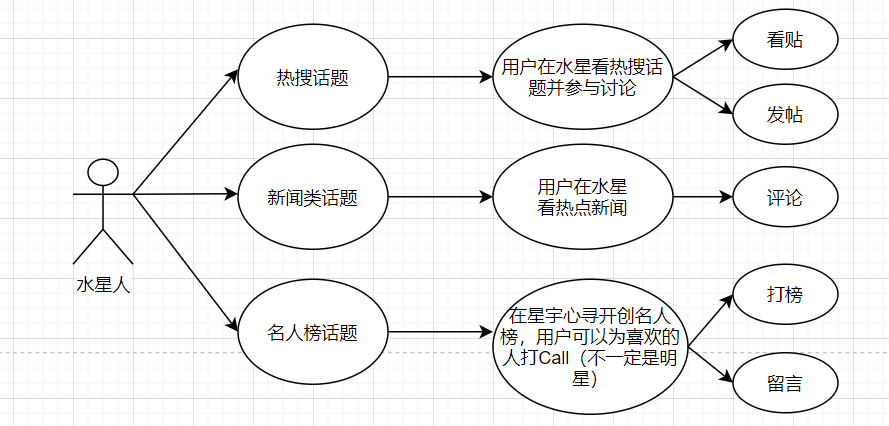 热搜话题
用户在水星看热搜话
题并参与讨论
看贴
发帖
水星人
新闻类话题
用户在水星
看热点新闻
评论
名人榜话题
在星宇心寻开创名人
榜，用户可以为喜欢的
人打Call（不一定是明
星）
打榜
留言